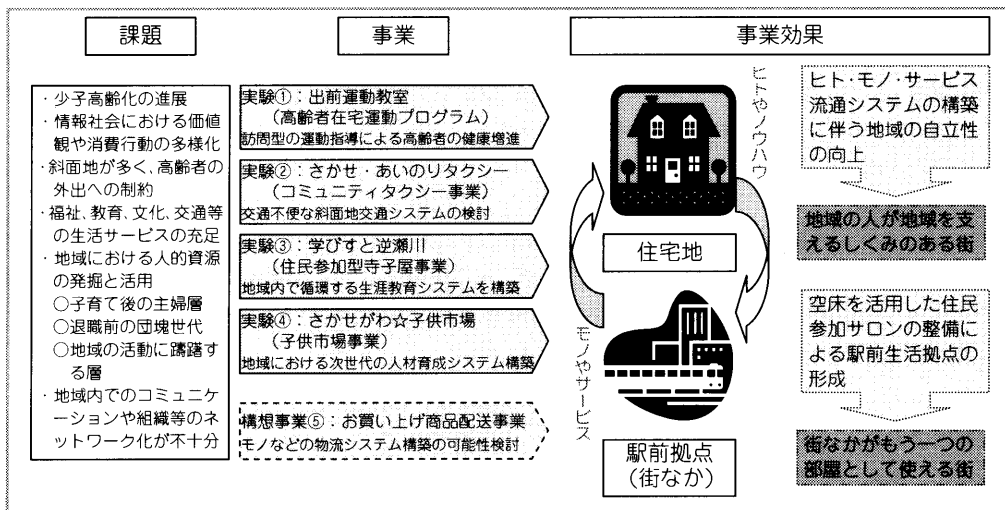 課題
・少子高齢化の進展
・情報社会における価値
観や消費行動の多様化
・斜面地が多く、高齢者の
外出への制約
・福祉、教育、文化、交通等
の生活サービスの充足
・地域における人的資源
の発掘と活用
○子育て後の主婦層
○退職前の団塊世代
○地域の活動に躊躇す
る層
・地域内でのコミュニケ
ーションや組織等のネ
ットワーク化が不十分
事業
実験①：出前運動教室
(高齢者在宅運動プログラム)
訪問型の運動指導による高齢者の健康増進
実験②：さかせ・あいのりタクシー
(コミュニティタクシー事業)
交通不便な斜面地交通システムの検討
実験③：学びすと逆瀬川
(住民参加型寺子屋事業)
地域内で循環する生涯教育システムを構築
実験④：さかせがわ☆子供市場
(子供市場事業)
地域における次世代の人材育成システム構築
構想事業⑤：お買い上げ商品配送事業
モノなどの物流システム構築の可能性検討
事業効果
ヒトやノウハウ
住宅地
モノやサービス
駅前拠点
(街なか)
ヒト・モノ・サービス
流通システムの構築
に伴う地域の自立性
の向上
地域の人が地域を支
えるしくみのある街
空床を活用した住民
参加サロンの整備に
よる駅前生活拠点の
形成
街なかがもう一つの
部屋として使える街